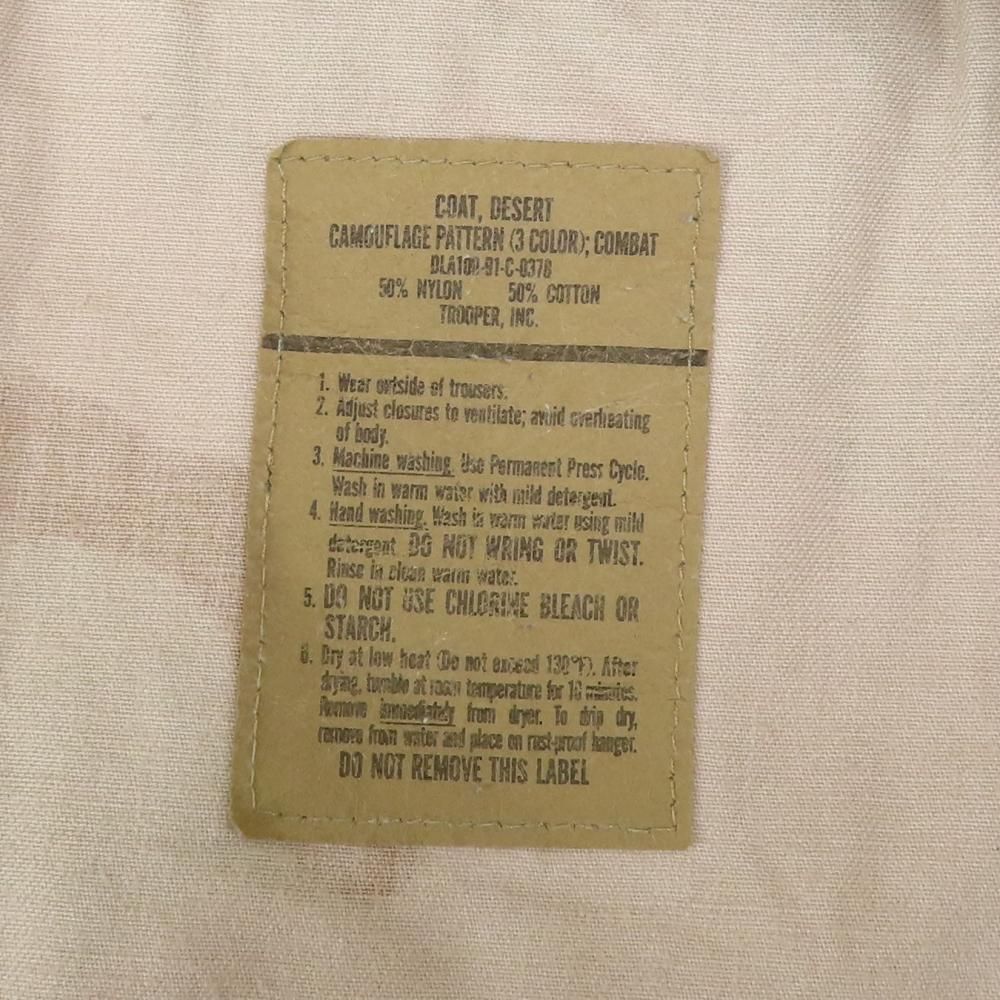 COAT, DESERT
CAMOUFLAGE PATTERN (3 COLOR); COMBAT
DLA100-91-C-0378
50% NYLON 50% COTTON
TROOPER, INC.
1. Wear outside of trousers.
2. Adjust closures to ventilate; avoid overheating
of body.
3. Machine washing. Use Permanent Press Cycle.
Wash in warm water with mild detergent.
4. Hand washing. Wash in warm water using mild
detergent. DO NOT WRING OR TWIST.
Rinse in clean warm water.
5. DO NOT USE CHLORINE BLEACH OR
STARCH.
6. Dry at low heat (Do not exceed 130°F). After
drying, tumble at room temperature for 10 minutes.
Remove immediately from dryer. To drip dry,
remove from water and place on rust-proof hanger.
DO NOT REMOVE THIS LABEL